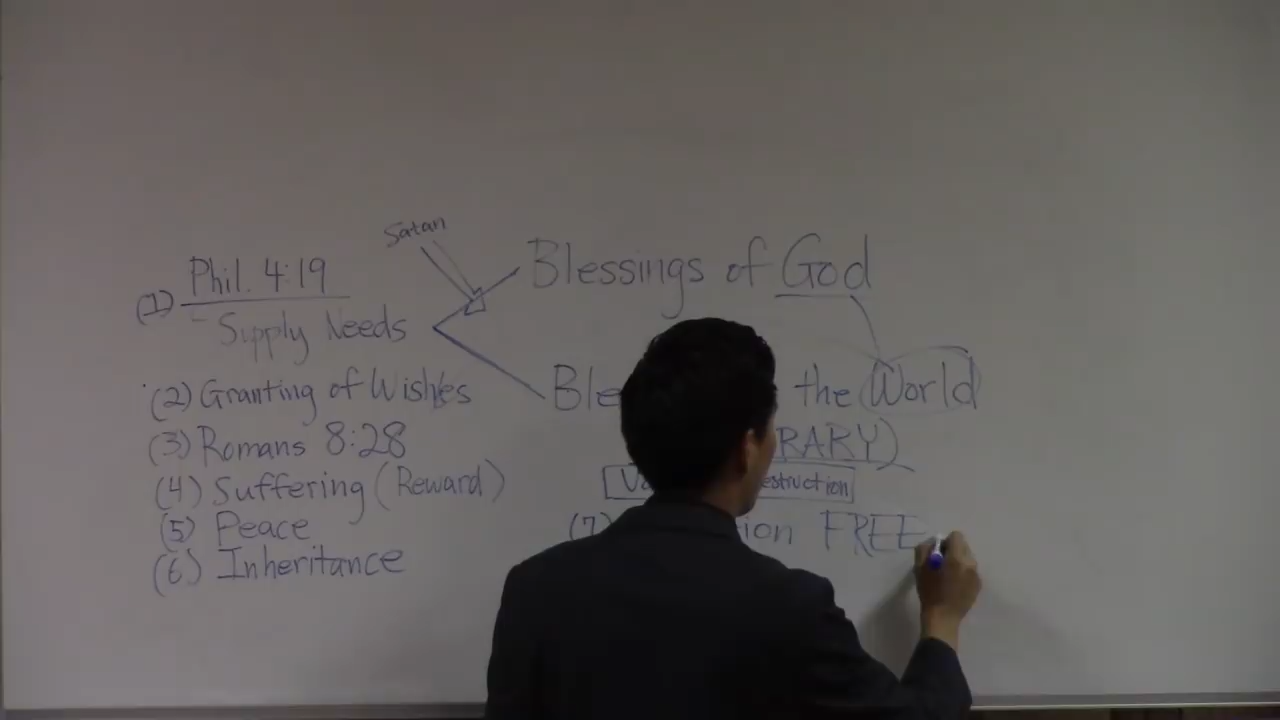 Satan
Phil. 4:19
(1)
- Supply Needs
(2) Granting of Wishes
(3) Romans 8:28
(4) Suffering (Reward)
(5) Peace
(6) Inheritance
Blessings of God
the World
RARY)
estruction
(7) ion FREE